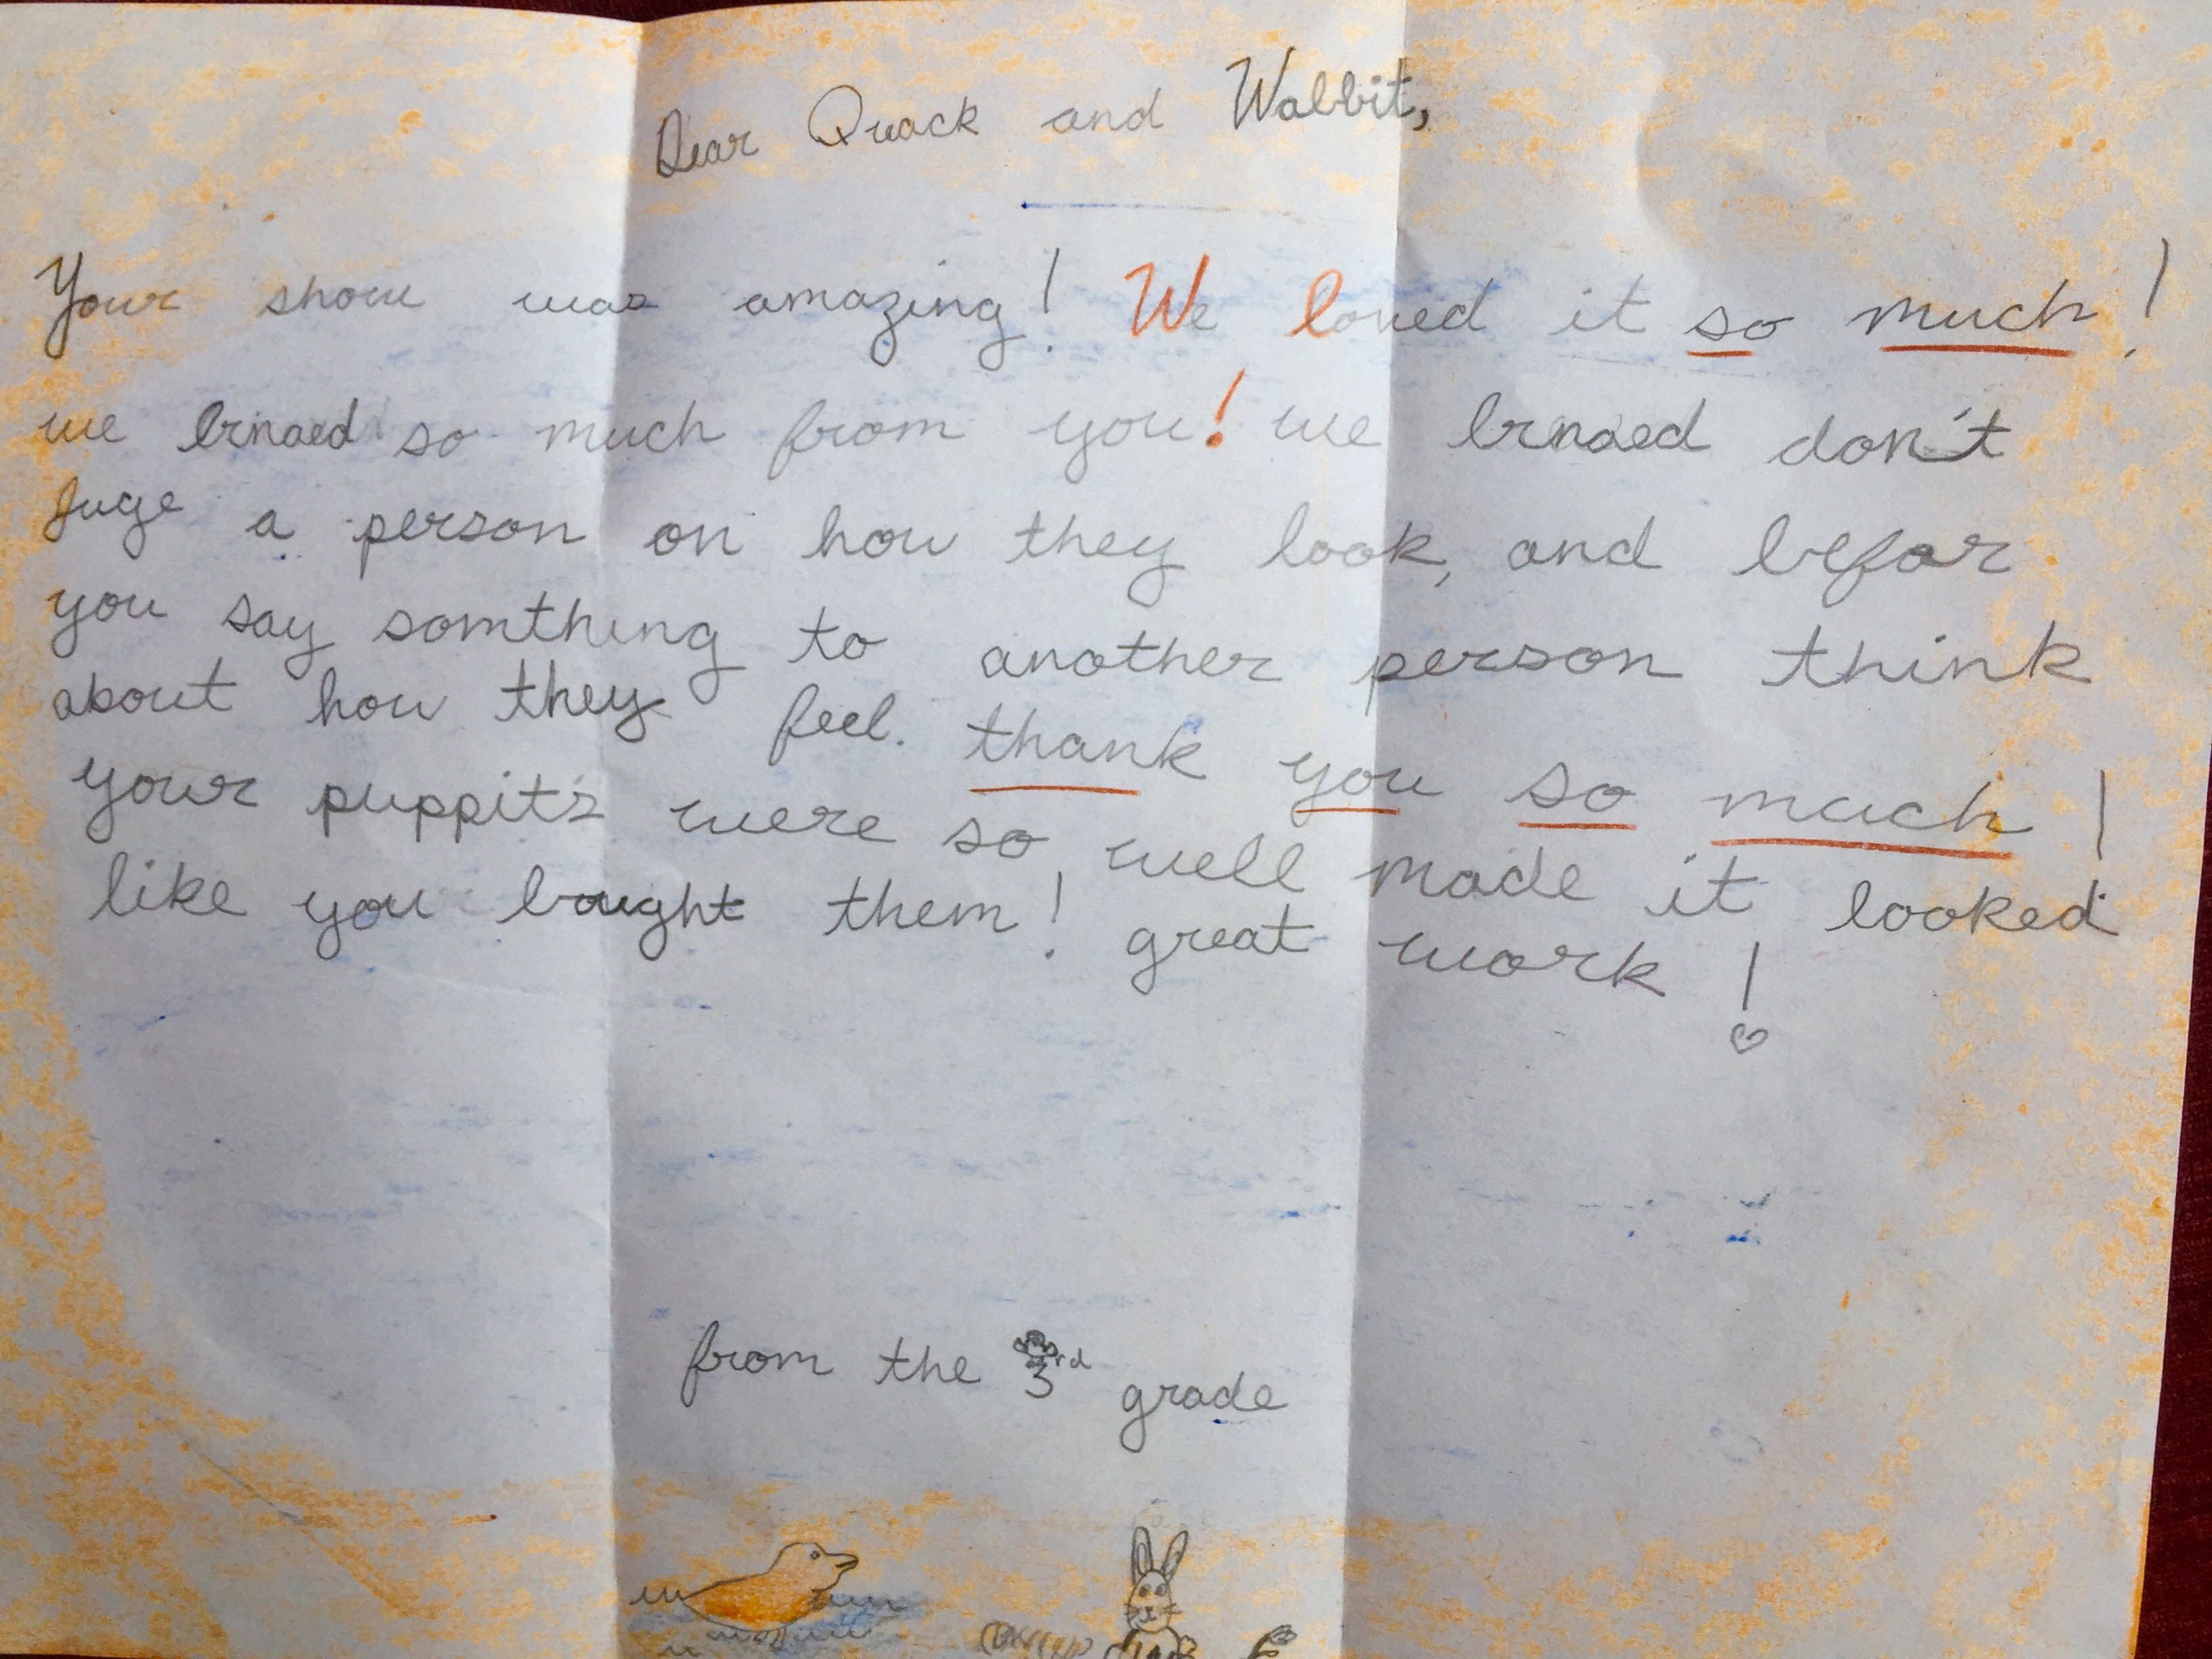 Dear Quack and Wabbit,
Your show was amazing! We loved it so much!
we lrnaed so much from you! we lrnaed don't
juge a person on how they look, and befor
you say somthing to another person think
about how they feel. thank you so much!
your puppit's were so well made it looked
like you bought them! great work!
from the 3rd grade